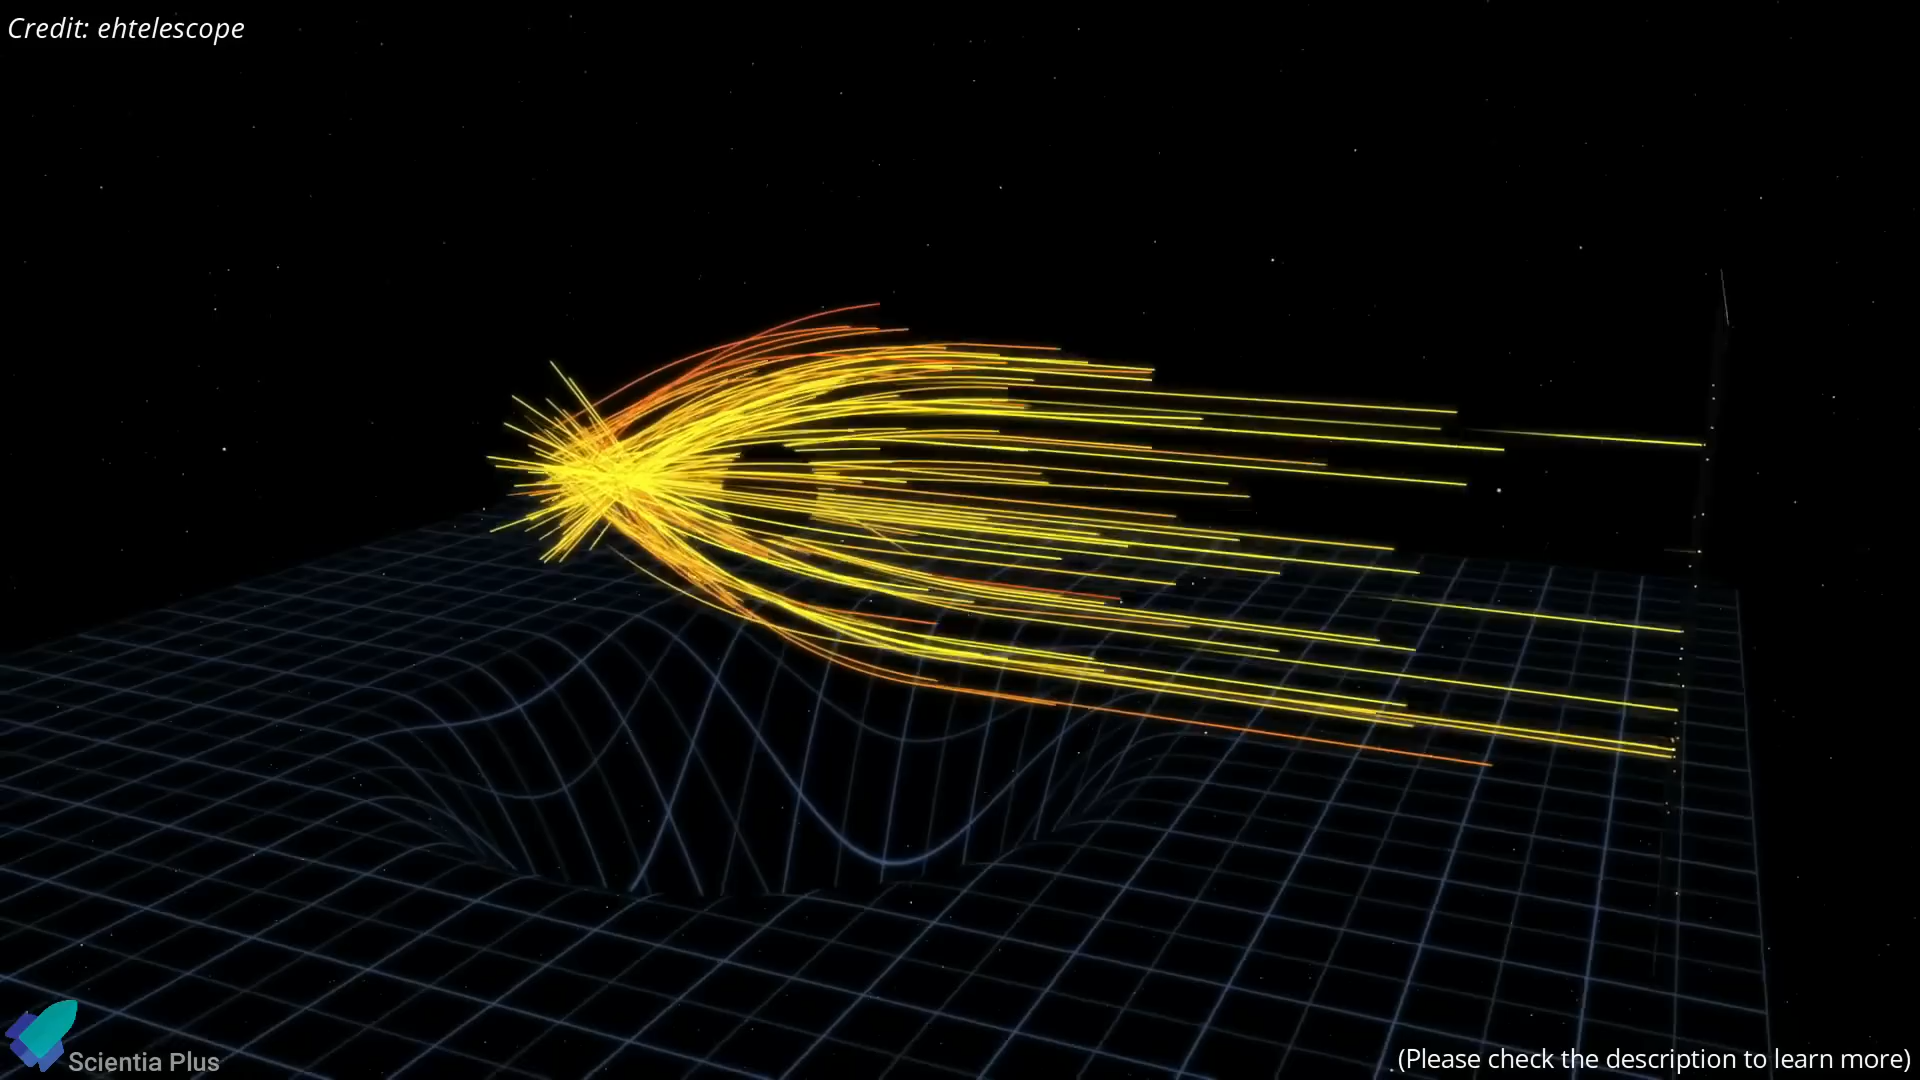 Credit: ehtelescope
Scientia Plus
(Please check the description to learn more)